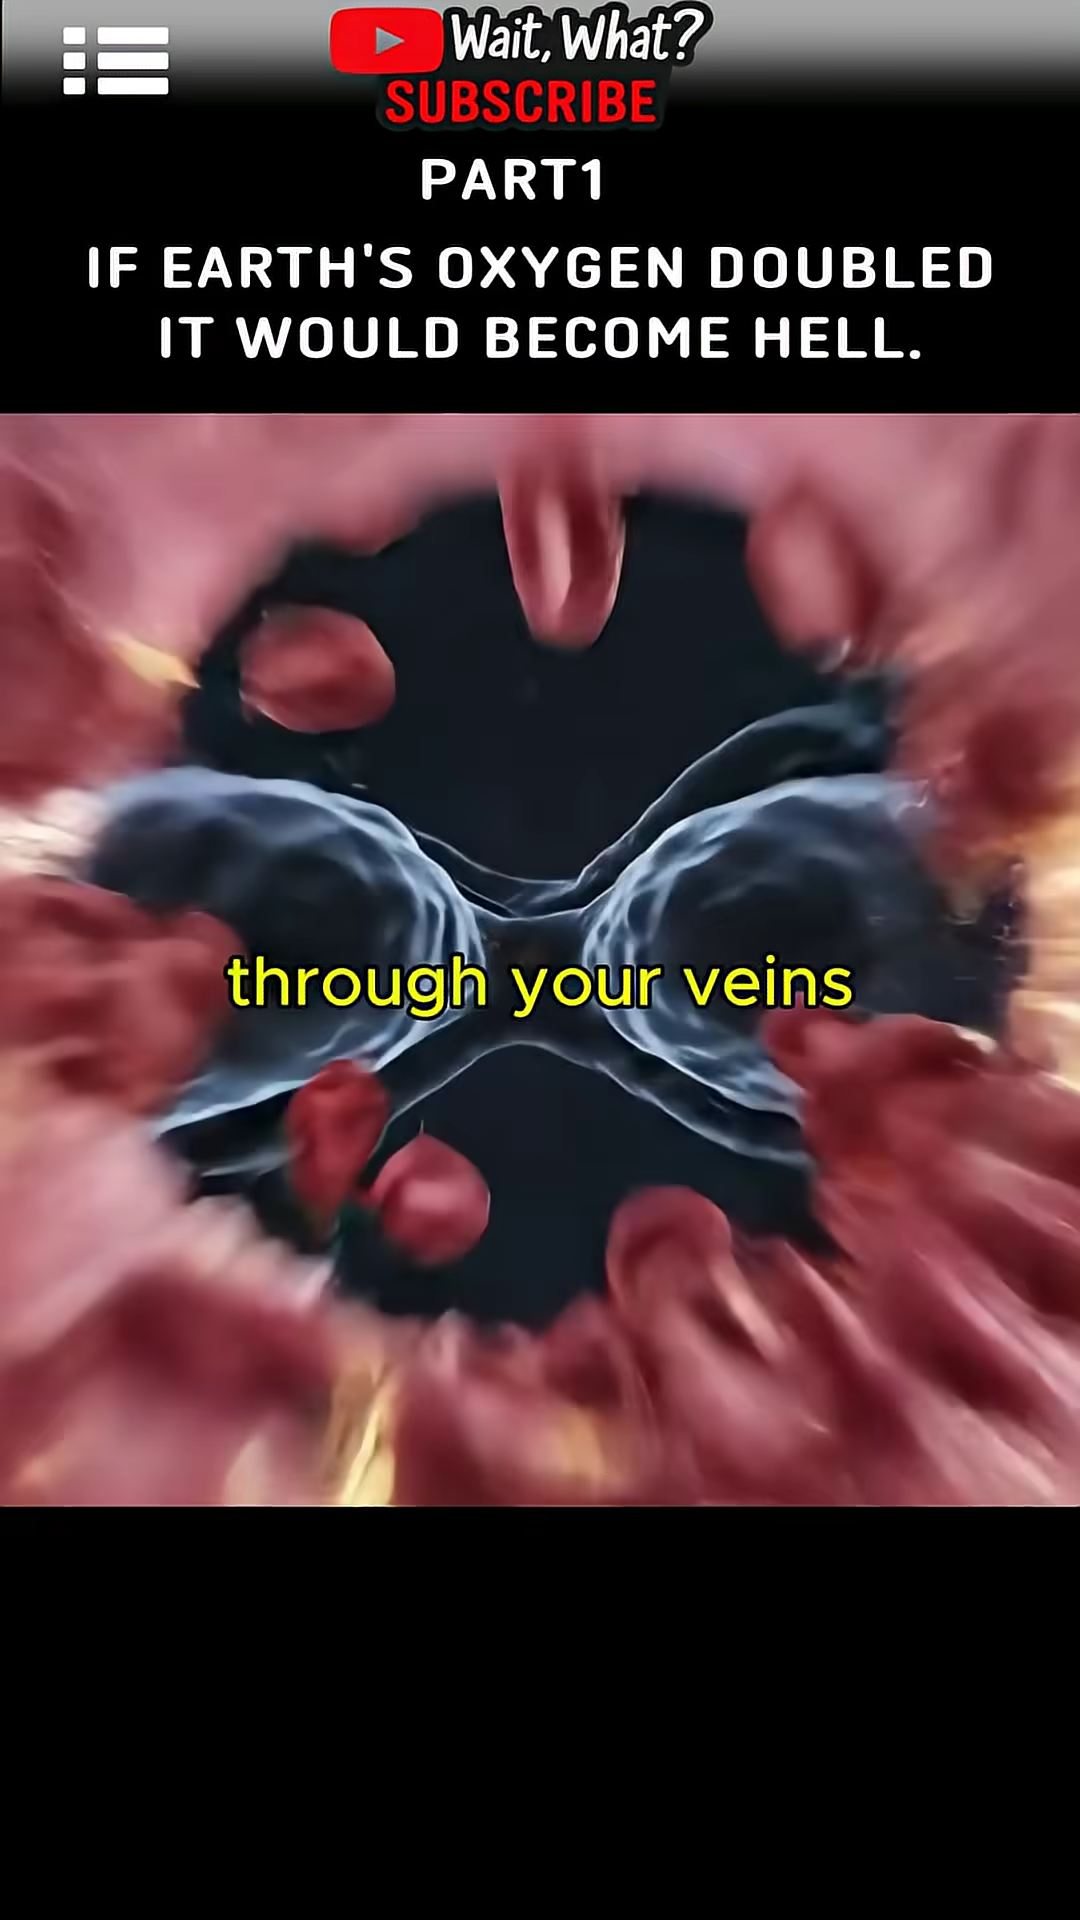 Wait, What?
SUBSCRIBE
PART1
IF EARTH'S OXYGEN DOUBLED
IT WOULD BECOME HELL.
through your veins